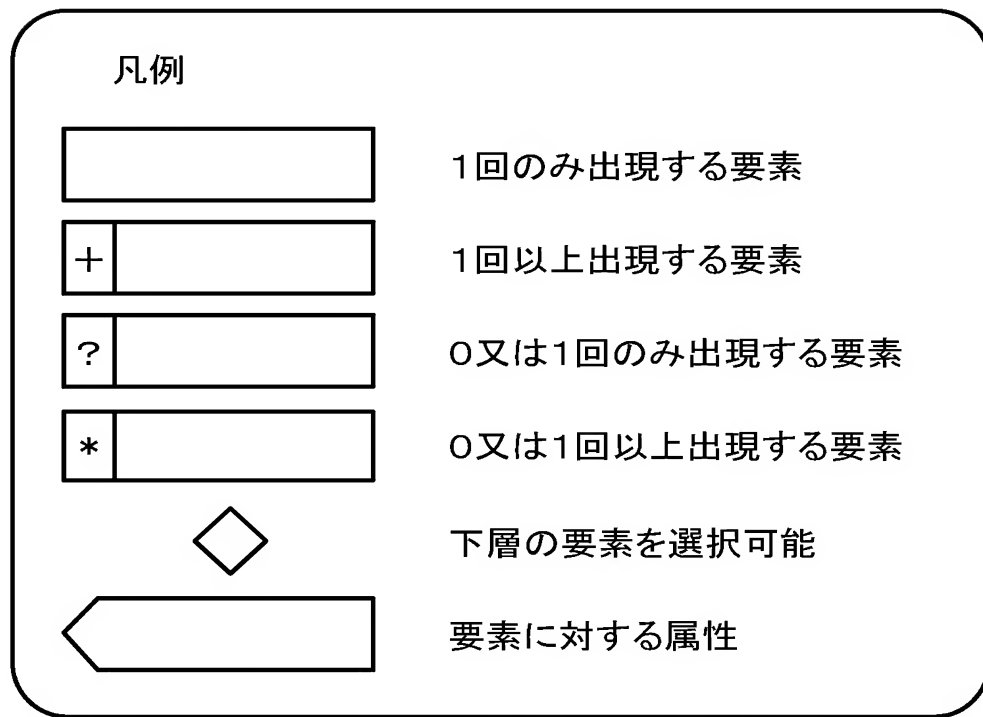 凡例
1回のみ出現する要素
+ 1回以上出現する要素
? 0又は1回のみ出現する要素
* 0又は1回以上出現する要素
下層の要素を選択可能
要素に対する属性